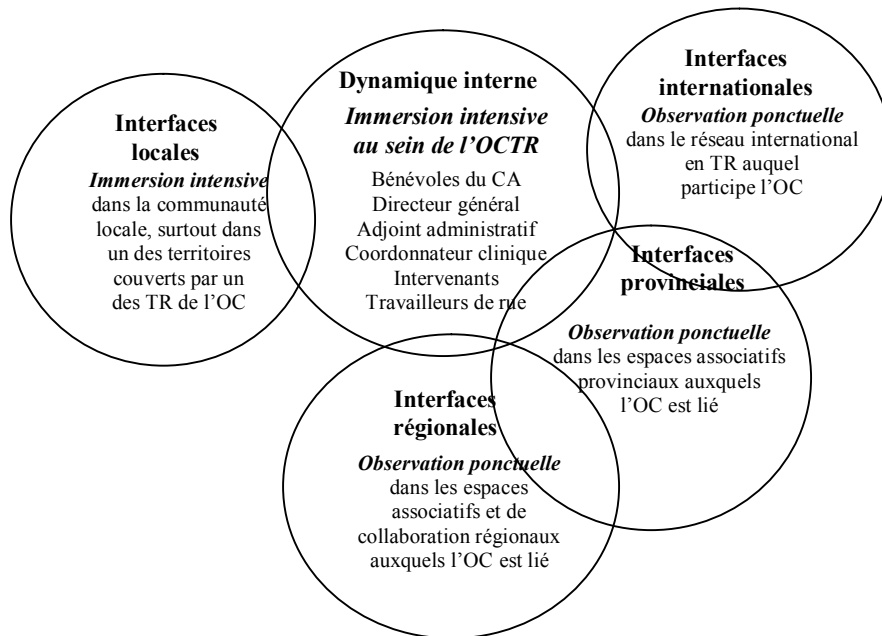 Interfaces
locales
Immersion intensive
dans la communauté
locale, surtout dans
un des territoires
couverts par un
des TR de l'OC
Dynamique interne
Immersion intensive
au sein de l'OCTR
Bénévoles du CA
Directeur général
Adjoint administratif
Coordonnateur clinique
Intervenants
Travailleurs de rue
Interfaces
internationales
Observation ponctuelle
dans le réseau international
en TR auquel
participe l'OC
Interfaces
provinciales
Observation ponctuelle
dans les espaces associatifs
provinciaux auxquels
l'OC est lié
Interfaces
régionales
Observation ponctuelle
dans les espaces
associatifs et de
collaboration régionaux
auxquels l'OC est lié